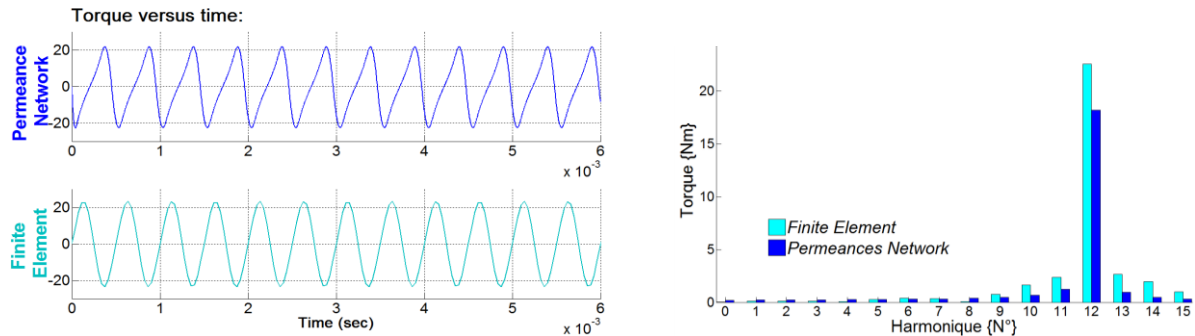 Torque versus time:
Permeance
Network
20
0
-20
0 1 2 3 4 5 6
x 10-3
Finite
Element
20
0
-20
0 1 2 3 4 5 6
Time (sec)
x 10-3
Torque {Nm}
20
15
10
5
0
Finite Element
Permeances Network
0 1 2 3 4 5 6 7 8 9 10 11 12 13 14 15
Harmonique {N°}